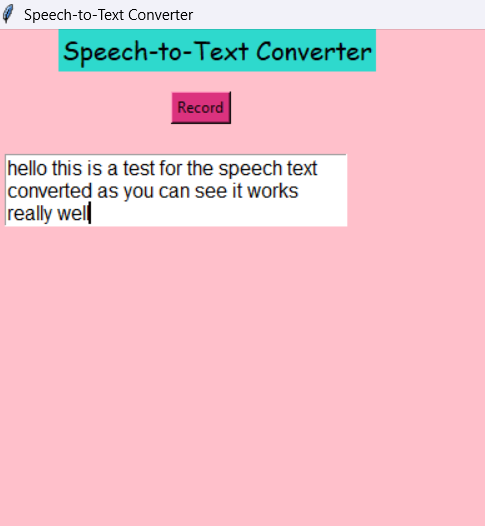 Speech-to-Text Converter
Speech-to-Text Converter
Record
hello this is a test for the speech text
converted as you can see it works
really well